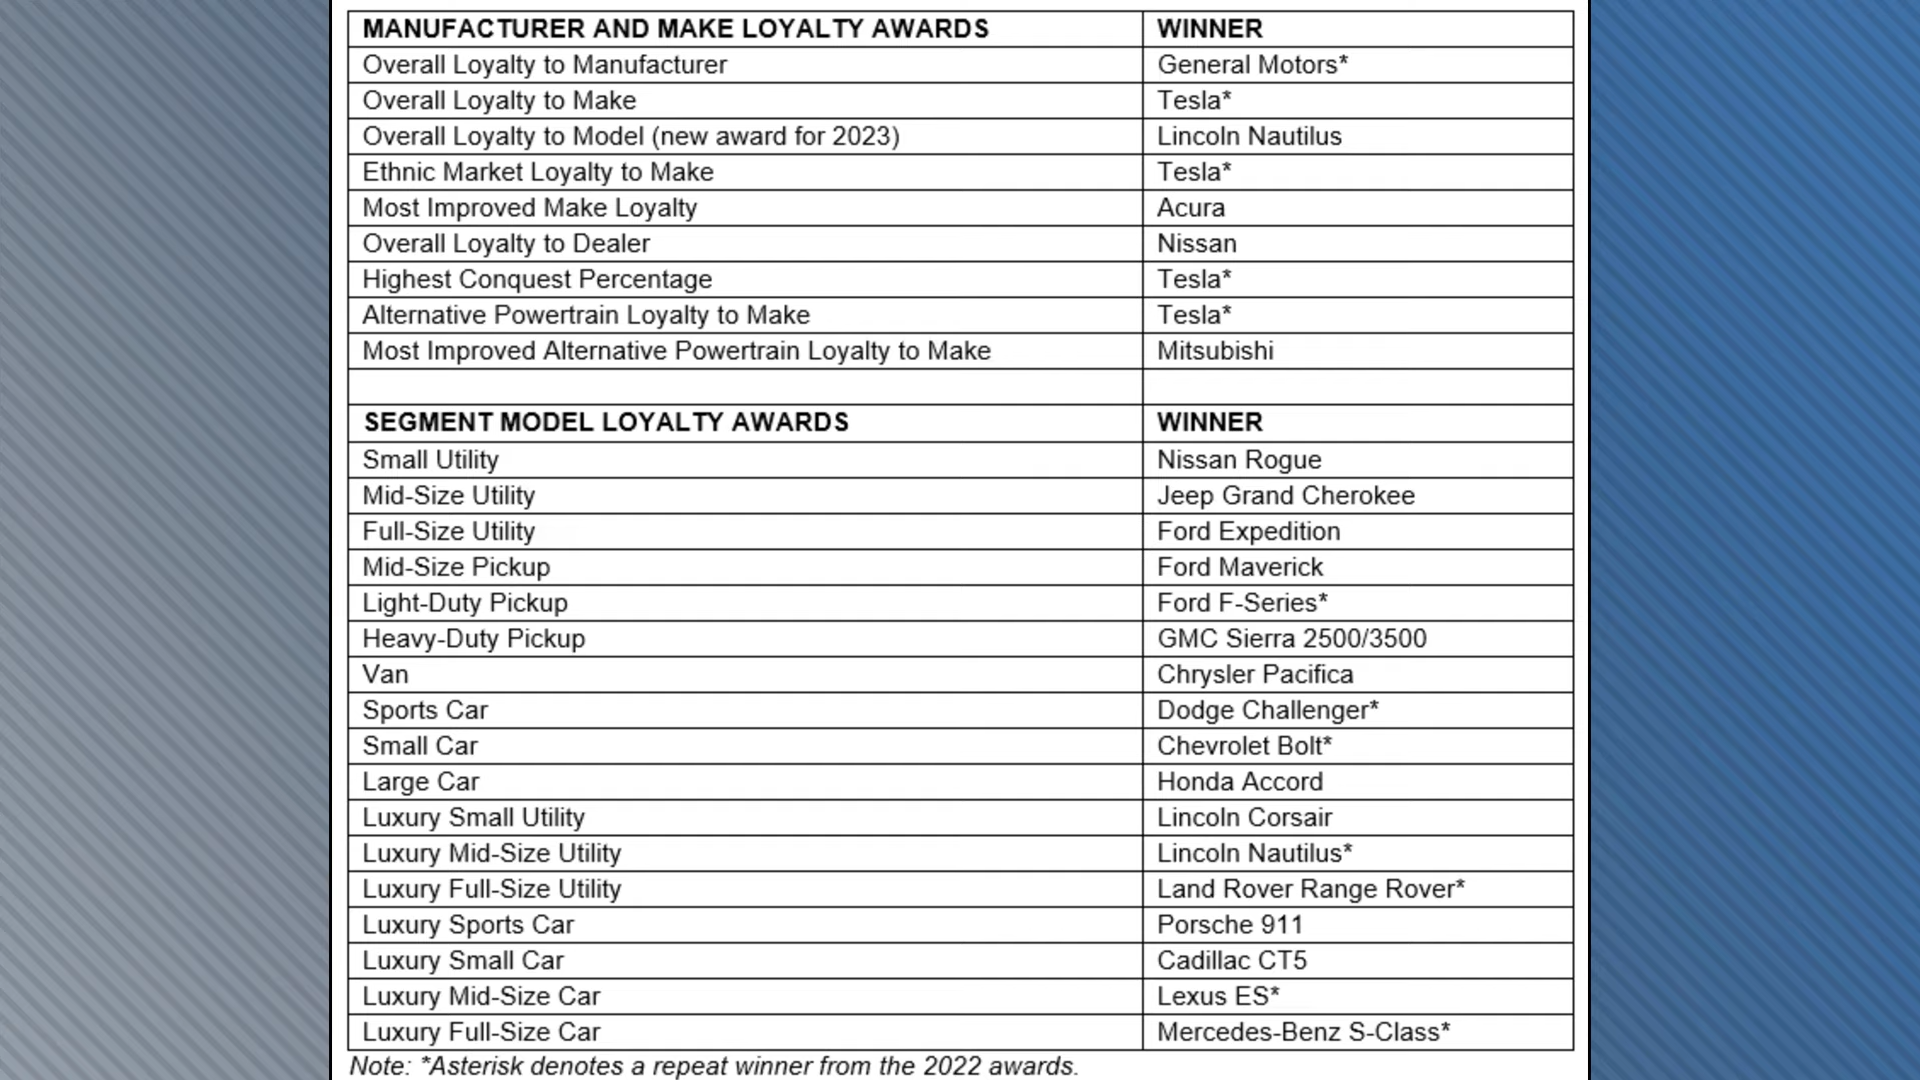 MANUFACTURER AND MAKE LOYALTY AWARDS WINNER
Overall Loyalty to Manufacturer General Motors*
Overall Loyalty to Make Tesla*
Overall Loyalty to Model (new award for 2023) Lincoln Nautilus
Ethnic Market Loyalty to Make Tesla*
Most Improved Make Loyalty Acura
Overall Loyalty to Dealer Nissan
Highest Conquest Percentage Tesla*
Alternative Powertrain Loyalty to Make Tesla*
Most Improved Alternative Powertrain Loyalty to Make Mitsubishi
SEGMENT MODEL LOYALTY AWARDS WINNER
Small Utility Nissan Rogue
Mid-Size Utility Jeep Grand Cherokee
Full-Size Utility Ford Expedition
Mid-Size Pickup Ford Maverick
Light-Duty Pickup Ford F-Series*
Heavy-Duty Pickup GMC Sierra 2500/3500
Van Chrysler Pacifica
Sports Car Dodge Challenger*
Small Car Chevrolet Bolt*
Large Car Honda Accord
Luxury Small Utility Lincoln Corsair
Luxury Mid-Size Utility Lincoln Nautilus*
Luxury Full-Size Utility Land Rover Range Rover*
Luxury Sports Car Porsche 911
Luxury Small Car Cadillac CT5
Luxury Mid-Size Car Lexus ES*
Luxury Full-Size Car Mercedes-Benz S-Class*
Note: *Asterisk denotes a repeat winner from the 2022 awards.